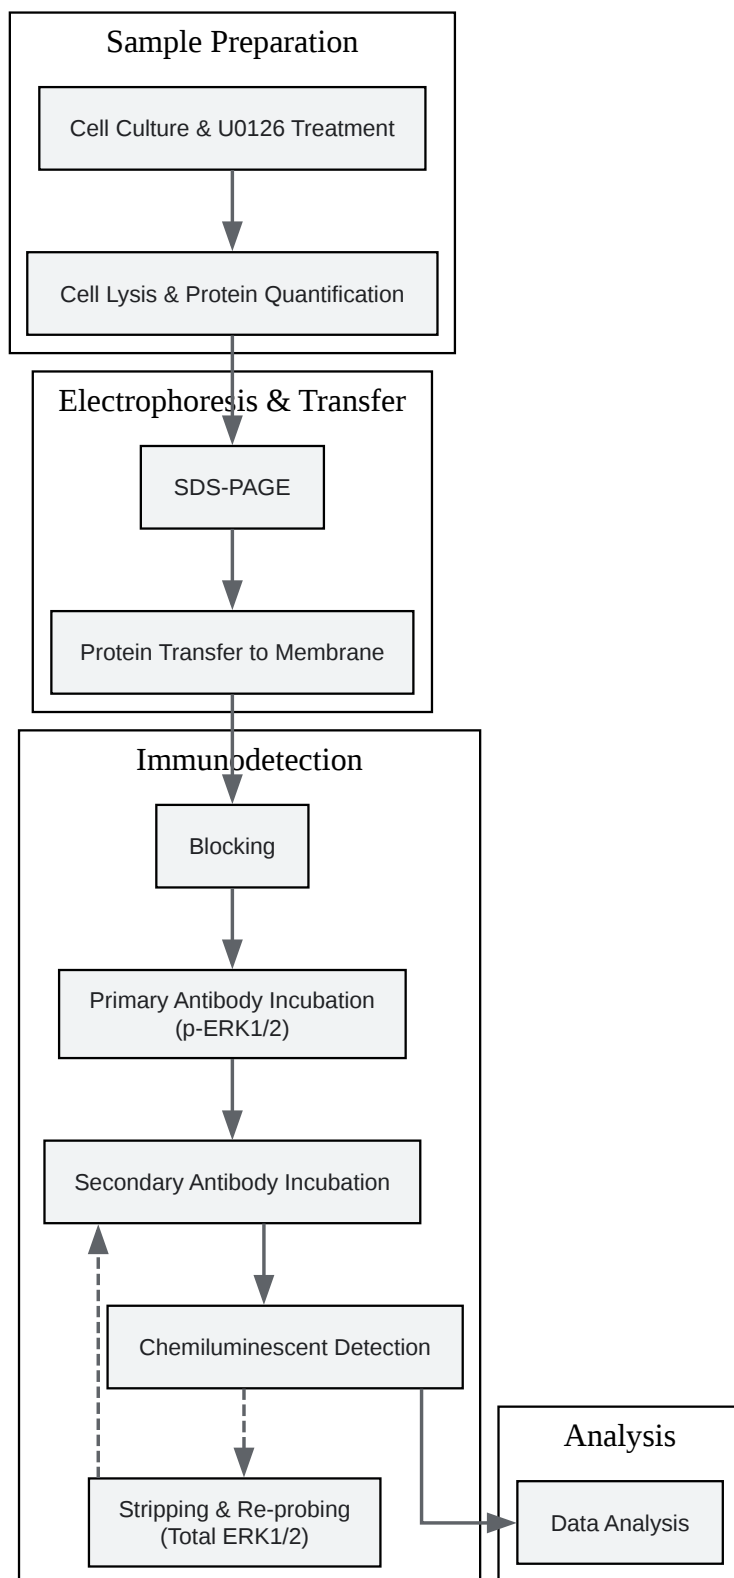 Sample Preparation
Cell Culture & U0126 Treatment
Cell Lysis & Protein Quantification
Electrophoresis & Transfer
SDS-PAGE
Protein Transfer to Membrane
Immunodetection
Blocking
Primary Antibody Incubation
(p-ERK1/2)
Secondary Antibody Incubation
Chemiluminescent Detection
Stripping & Re-probing
(Total ERK1/2)
Analysis
Data Analysis